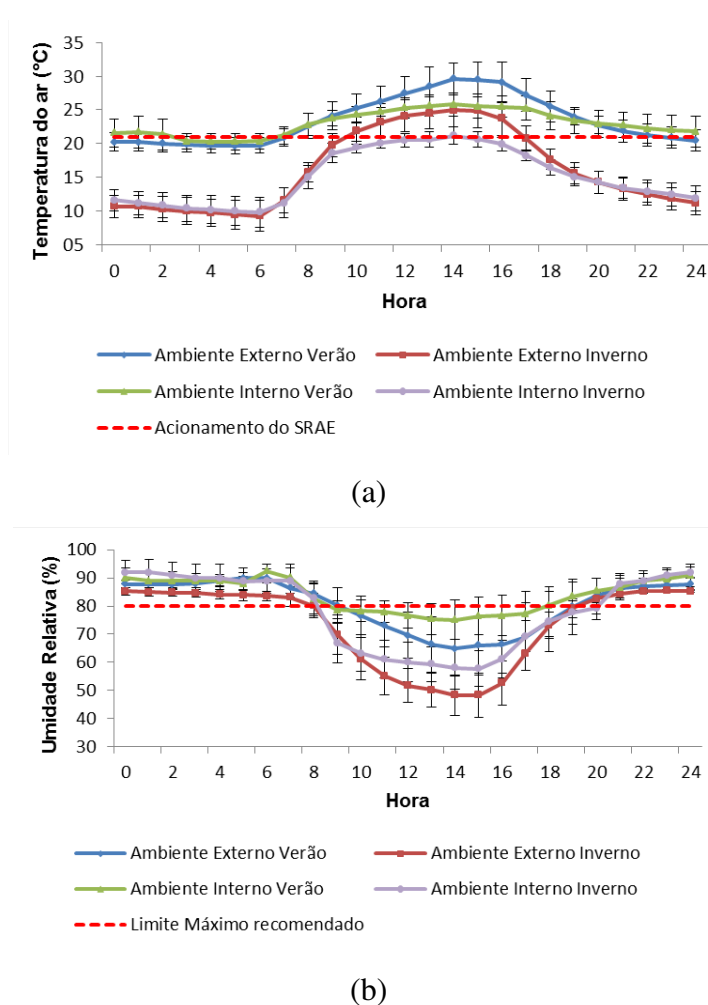 Temperatura do ar (°C)
35
30
25
20
15
10
05
0 2 4 6 8 10 12 14 16 18 20 22 24
Hora
Ambiente Externo Verão Ambiente Externo Inverno
Ambiente Interno Verão Ambiente Interno Inverno
Acionamento do SRAE
(a)
Umidade Relativa (%)
100
90
80
70
60
50
40
30
0 2 4 6 8 10 12 14 16 18 20 22 24
Hora
Ambiente Externo Verão Ambiente Externo Inverno
Ambiente Interno Verão Ambiente Interno Inverno
Limite Máximo recomendado
(b)